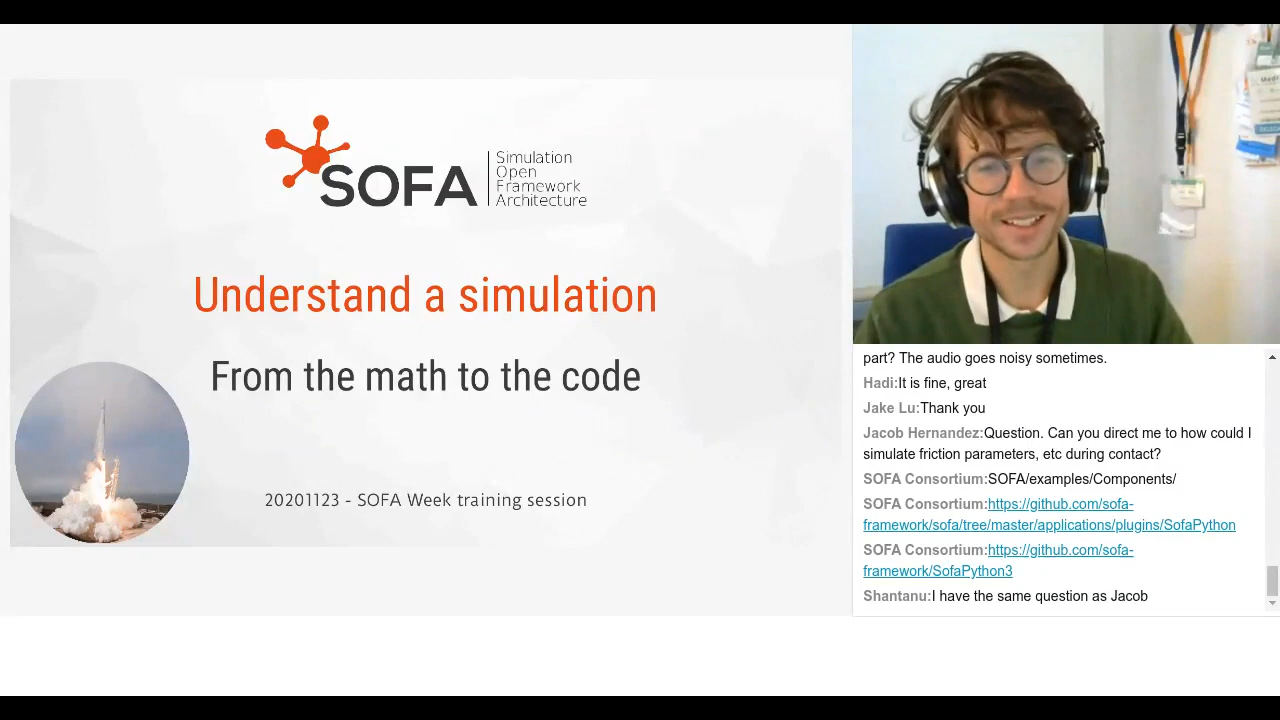 SOFA
Simulation
Open
Framework
Architecture
Understand a simulation
From the math to the code
20201123 - SOFA Week training session
part? The audio goes noisy sometimes.
Hadi:It is fine, great
Jake Lu:Thank you
Jacob Hernandez:Question. Can you direct me to how could I
simulate friction parameters, etc during contact?
SOFA Consortium:SOFA/examples/Components/
SOFA Consortium:https://github.com/sofa-
framework/sofa/tree/master/applications/plugins/SofaPython
SOFA Consortium:https://github.com/sofa-
framework/SofaPython3
Shantanu:I have the same question as Jacob